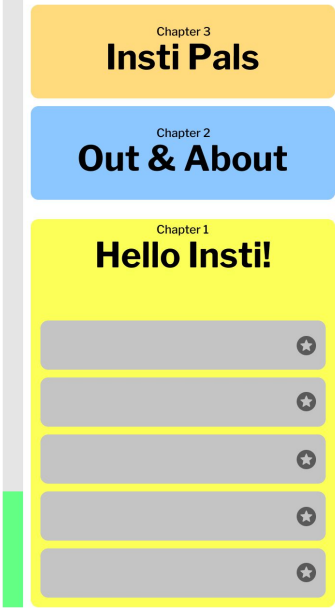 Chapter 3
Insti Pals
Chapter 2
Out & About
Chapter 1
Hello Insti!